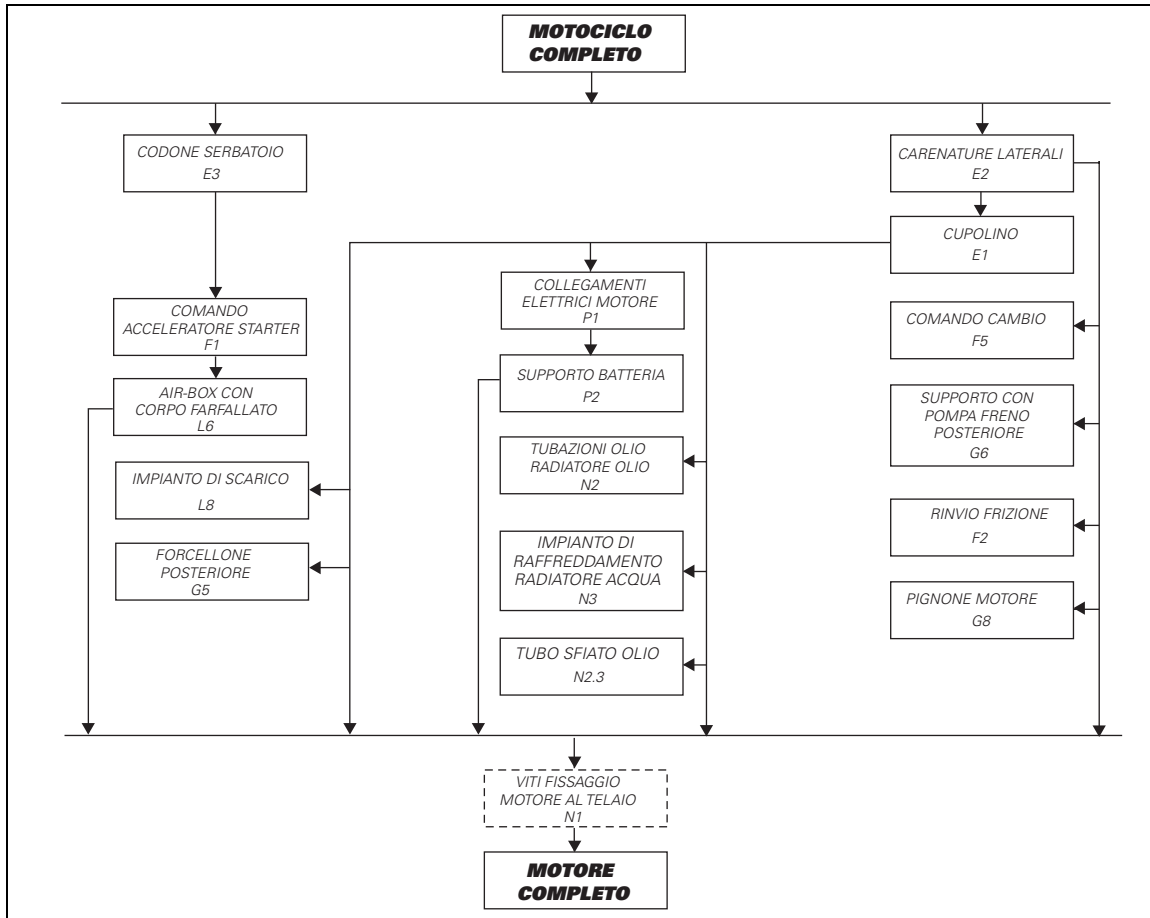 MOTOCICLO
COMPLETO
CODONE SERBATOIO
E3
CARENATURE LATERALI
E2
CUPOLINO
E1
COMANDO
ACCELERATORE STARTER
F1
COLLEGAMENTI
ELETTRICI MOTORE
P1
COMANDO CAMBIO
F5
AIR-BOX CON
CORPO FARFALLATO
L6
SUPPORTO BATTERIA
P2
SUPPORTO CON
POMPA FRENO
POSTERIORE
G6
IMPIANTO DI SCARICO
L8
TUBAZIONI OLIO
RADIATORE OLIO
N2
RINVIO FRIZIONE
F2
FORCELLONE
POSTERIORE
G5
IMPIANTO DI
RAFFREDDAMENTO
RADIATORE ACQUA
N3
PIGNONE MOTORE
G8
TUBO SFIATO OLIO
N2.3
VITI FISSAGGIO
MOTORE AL TELAIO
N1
MOTORE
COMPLETO